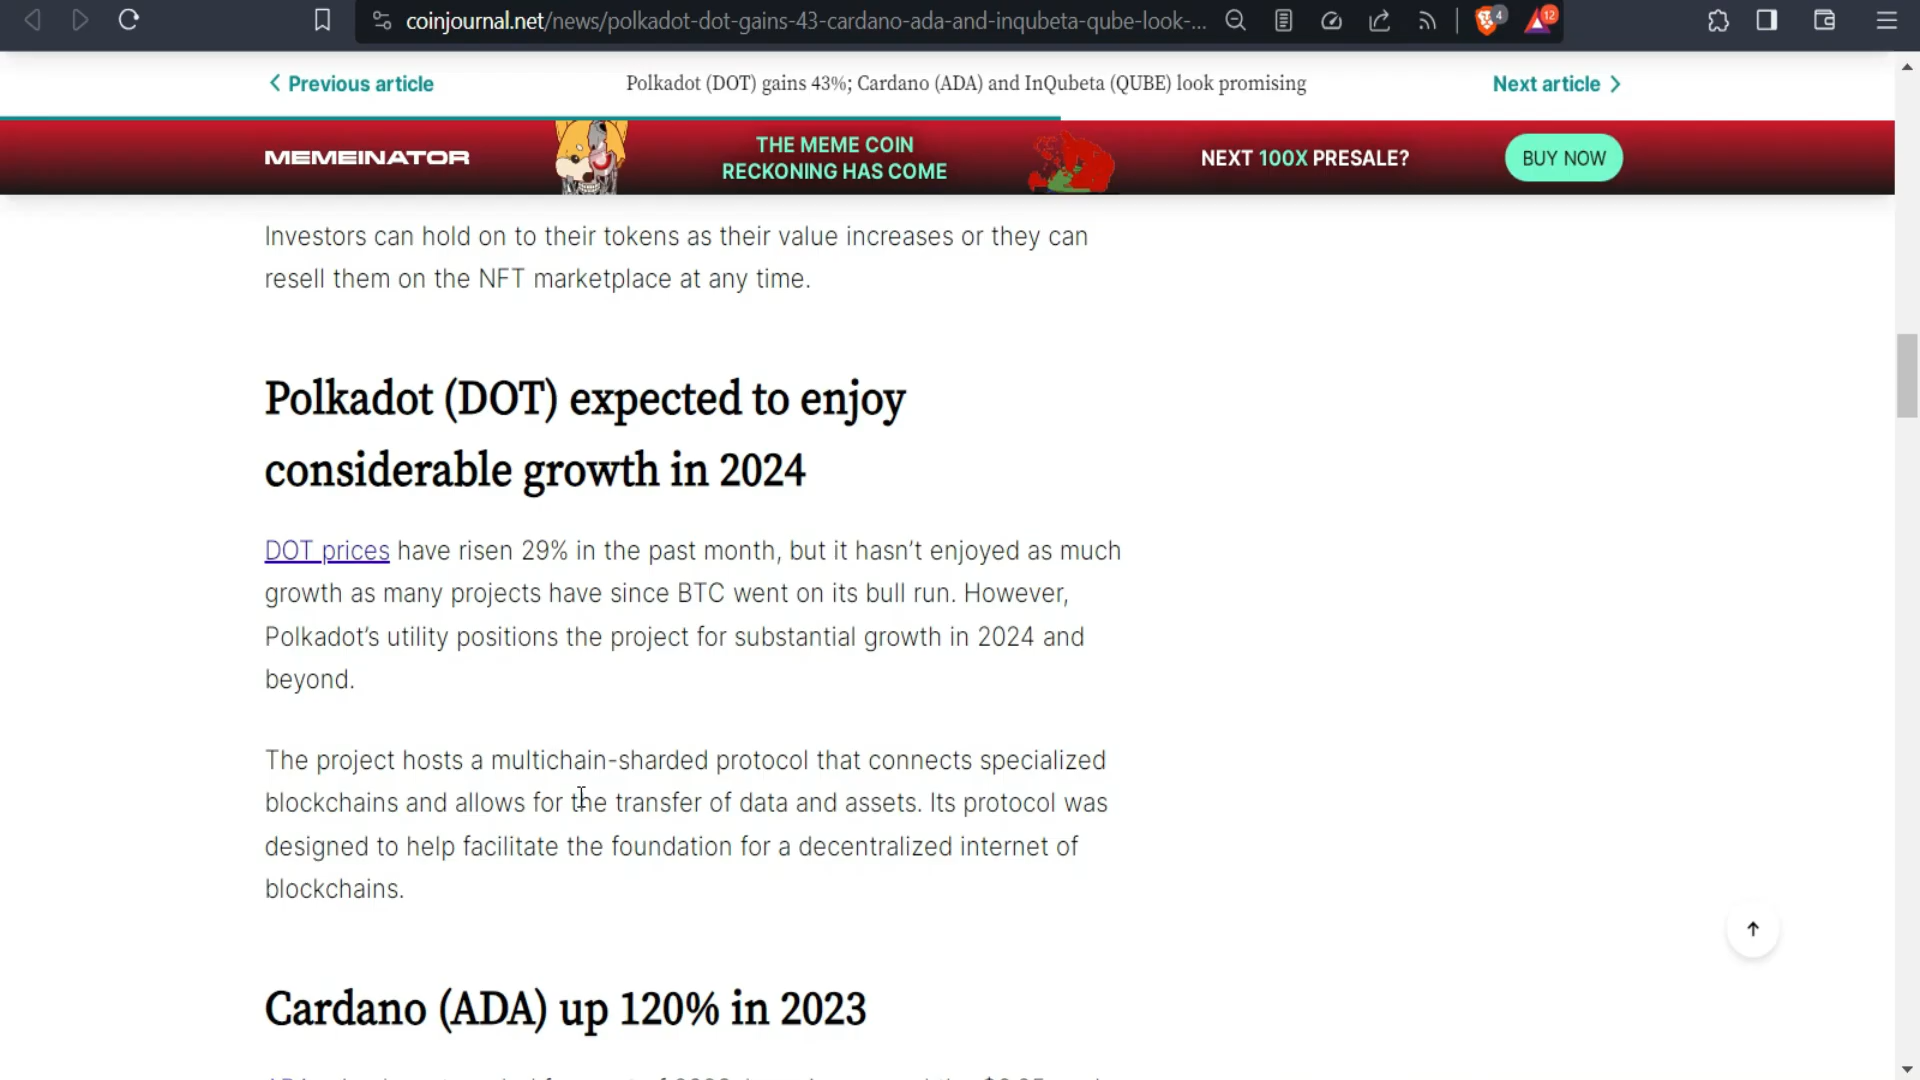 coinjournal.net/news/polkadot-dot-gains-43-cardano-ada-and-inqubeta-qube-look-...
4
12
Previous article
Polkadot (DOT) gains 43%; Cardano (ADA) and InQubeta (QUBE) look promising
Next article
MEMEINATOR
THE MEME COIN
RECKONING HAS COME
NEXT 100X PRESALE?
BUY NOW
Investors can hold on to their tokens as their value increases or they can
resell them on the NFT marketplace at any time.
Polkadot (DOT) expected to enjoy
considerable growth in 2024
DOT prices have risen 29% in the past month, but it hasn’t enjoyed as much
growth as many projects have since BTC went on its bull run. However,
Polkadot’s utility positions the project for substantial growth in 2024 and
beyond.
The project hosts a multichain-sharded protocol that connects specialized
blockchains and allows for the transfer of data and assets. Its protocol was
designed to help facilitate the foundation for a decentralized internet of
blockchains.
Cardano (ADA) up 120% in 2023